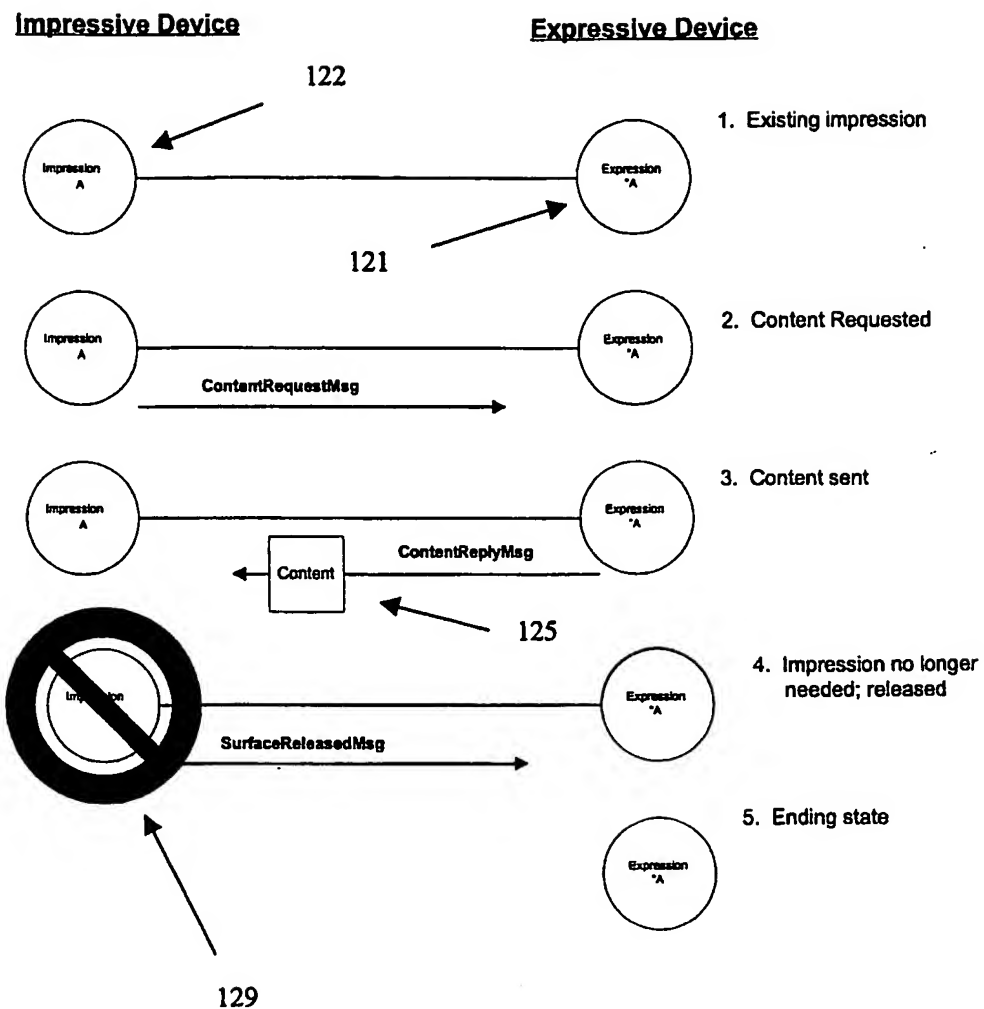 Impressive Device
Expressive Device
122
1. Existing impression
Impression
A
Expression
*A
121
2. Content Requested
Impression
A
Expression
*A
ContentRequestMsg
3. Content sent
Impression
A
Expression
*A
ContentReplyMsg
Content
125
4. Impression no longer
needed; released
Expression
*A
SurfaceReleasedMsg
5. Ending state
Expression
*A
129